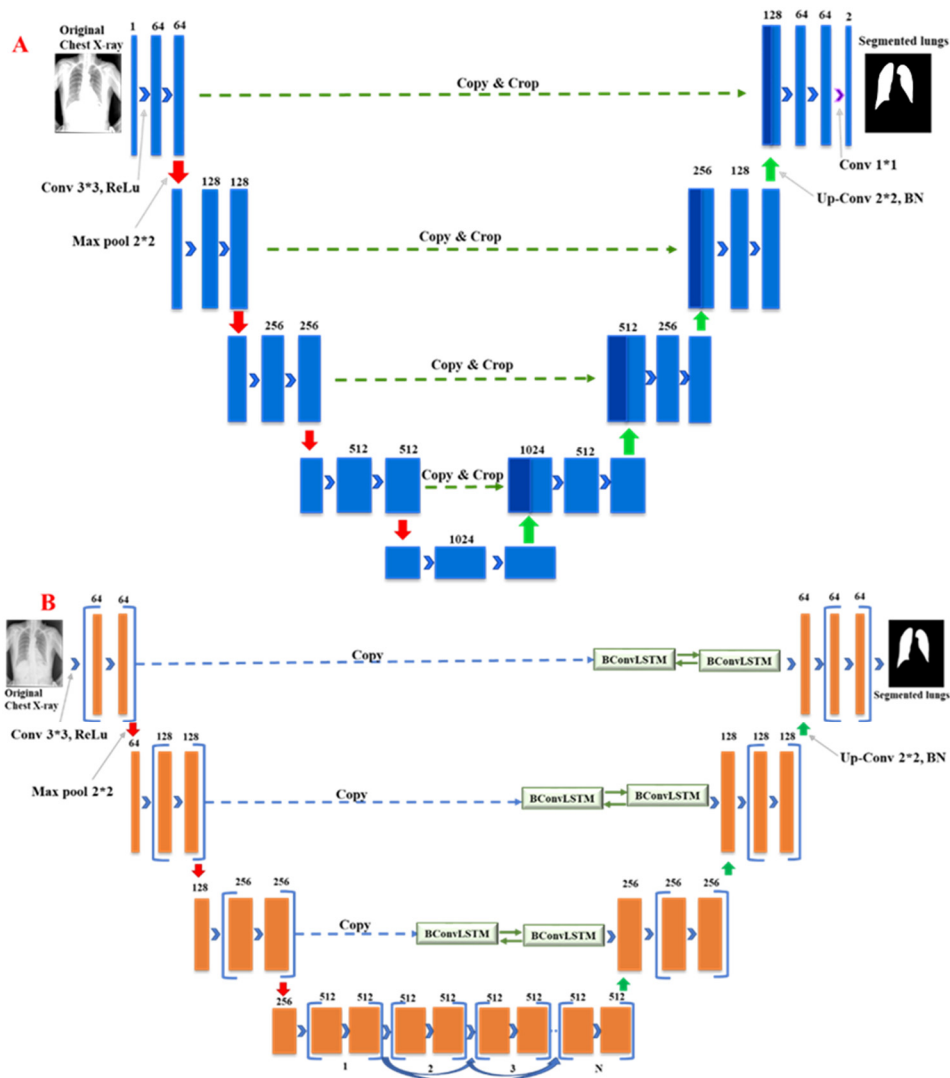 A
Original
Chest X-ray
1 64 64
Copy & Crop
128 64 64 2
Segmented lungs
Conv 3*3, ReLu
Conv 1*1
Max pool 2*2
128 128
Copy & Crop
256 128
Up-Conv 2*2, BN
256 256
Copy & Crop
512 256
512 512
Copy & Crop
1024 512
1024
B
64 64
Original
Chest X-ray
Copy
BConvLSTM
BConvLSTM
64 64 64
Segmented lungs
Conv 3*3, ReLu
Max pool 2*2
64 128 128
Copy
BConvLSTM
BConvLSTM
128 128 128
Up-Conv 2*2, BN
128 256 256
Copy
BConvLSTM
BConvLSTM
256 256 256
256 512 512 512 512 512 512 512 512
1 2 3 N